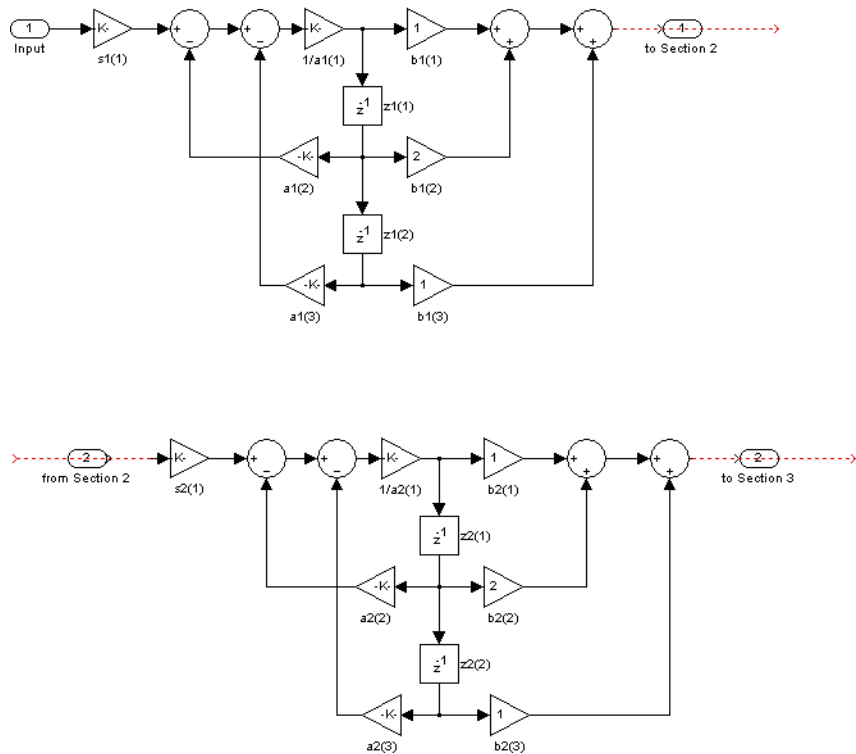 1
Input
K-
s1(1)
+
−
+
−
K-
1/a1(1)
1
b1(1)
+
+
+
+
1
to Section 2
z-1
z1(1)
-K-
a1(2)
2
b1(2)
z-1
z1(2)
-K-
a1(3)
1
b1(3)
2
from Section 2
K-
s2(1)
+
−
+
−
K-
1/a2(1)
1
b2(1)
+
+
+
+
2
to Section 3
z-1
z2(1)
-K-
a2(2)
2
b2(2)
z-1
z2(2)
-K-
a2(3)
1
b2(3)